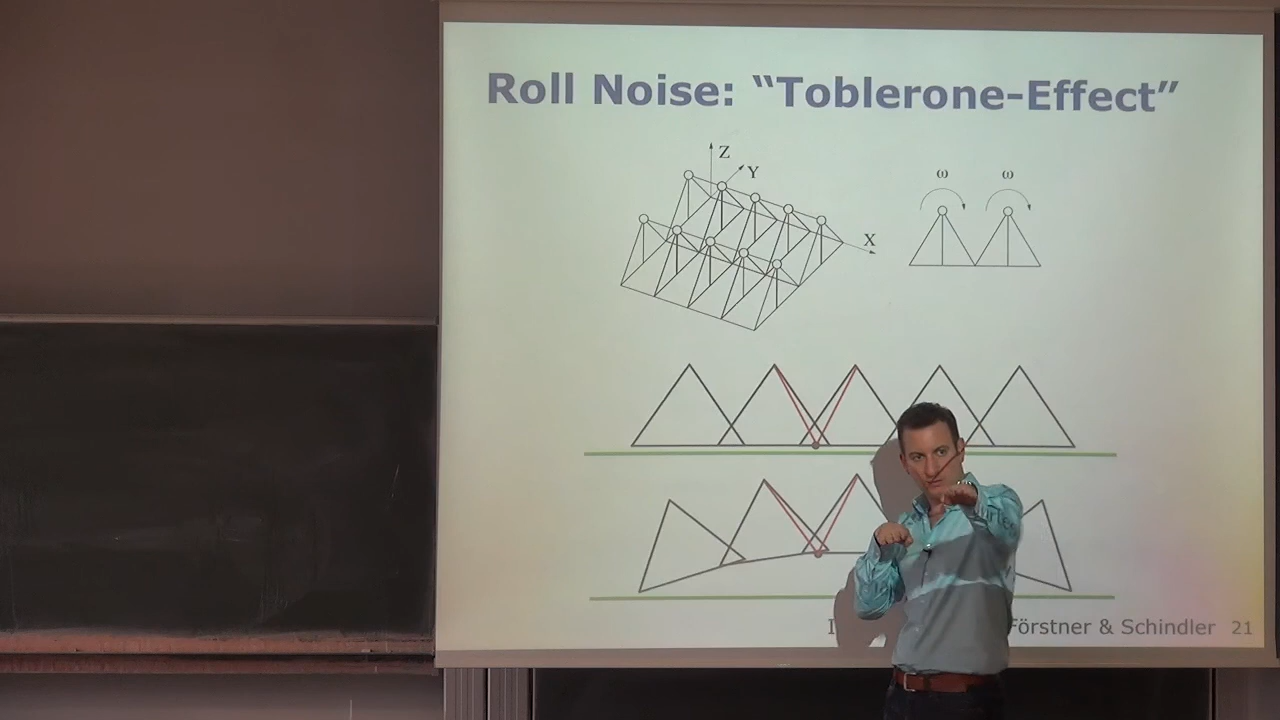 Roll Noise: “Toblerone-Effect”
Z
Y
X
ω ω
Förstner & Schindler 21